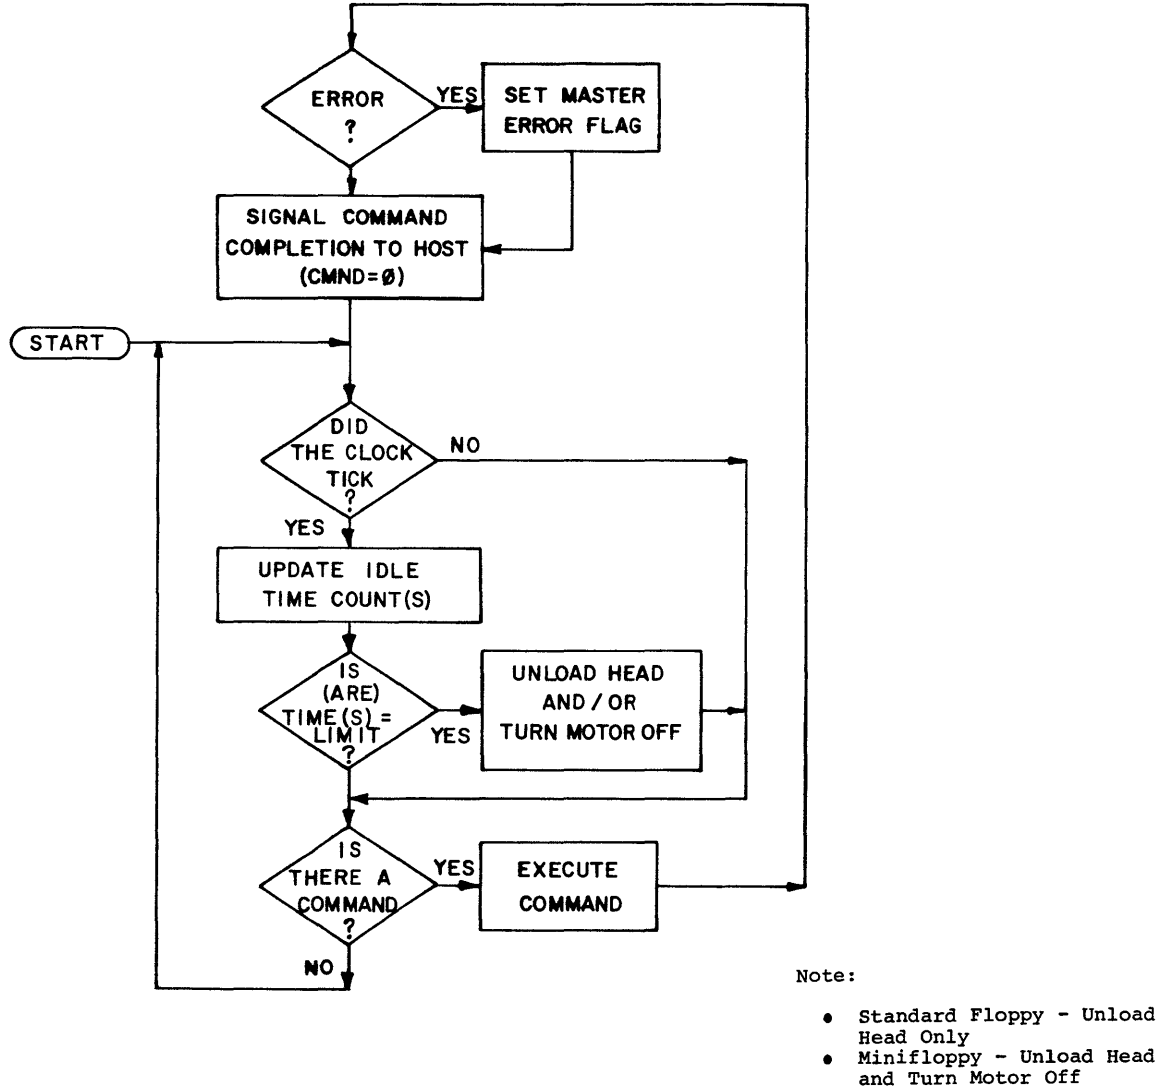 ERROR
?
YES
SET MASTER
ERROR FLAG
SIGNAL COMMAND
COMPLETION TO HOST
(CMND=Ø)
START
DID
THE CLOCK
TICK
?
NO
YES
UPDATE IDLE
TIME COUNT(S)
IS
(ARE)
TIME(S) =
LIMIT
?
YES
UNLOAD HEAD
AND / OR
TURN MOTOR OFF
IS
THERE A
COMMAND
?
YES
EXECUTE
COMMAND
NO
Note:
● Standard Floppy - Unload
Head Only
● Minifloppy - Unload Head
and Turn Motor Off